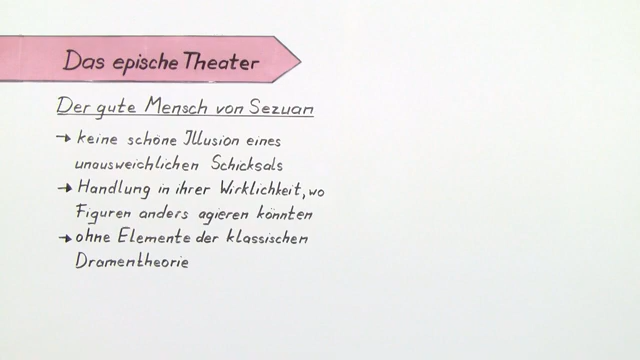 Das epische Theater
Der gute Mensch von Sezuan
→ keine schöne Illusion eines
unausweichlichen Schicksals
→ Handlung in ihrer Wirklichkeit, wo
Figuren anders agieren könnten
→ ohne Elemente der klassischen
Dramentheorie